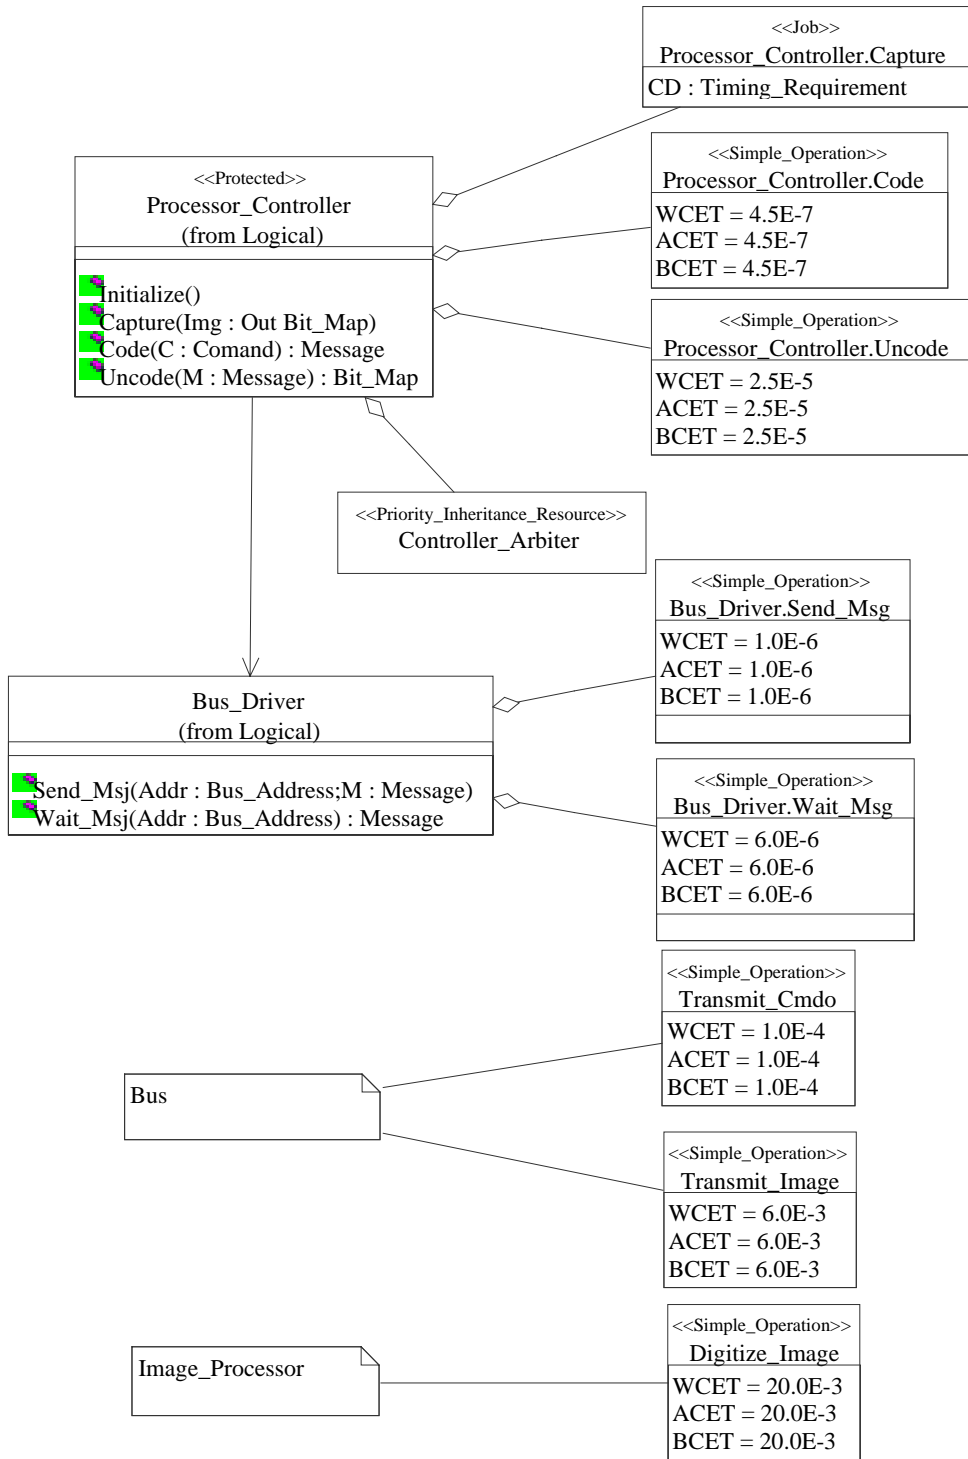 <<Job>>
Processor_Controller.Capture
CD : Timing_Requirement
<<Protected>>
Processor_Controller
(from Logical)
Initialize()
Capture(Img : Out Bit_Map)
Code(C : Comand) : Message
Uncode(M : Message) : Bit_Map
<<Simple_Operation>>
Processor_Controller.Code
WCET = 4.5E-7
ACET = 4.5E-7
BCET = 4.5E-7
<<Simple_Operation>>
Processor_Controller.Uncode
WCET = 2.5E-5
ACET = 2.5E-5
BCET = 2.5E-5
<<Priority_Inheritance_Resource>>
Controller_Arbiter
<<Simple_Operation>>
Bus_Driver.Send_Msg
WCET = 1.0E-6
ACET = 1.0E-6
BCET = 1.0E-6
Bus_Driver
(from Logical)
Send_Msj(Addr : Bus_Address;M : Message)
Wait_Msj(Addr : Bus_Address) : Message
<<Simple_Operation>>
Bus_Driver.Wait_Msg
WCET = 6.0E-6
ACET = 6.0E-6
BCET = 6.0E-6
<<Simple_Operation>>
Transmit_Cmdo
WCET = 1.0E-4
ACET = 1.0E-4
BCET = 1.0E-4
Bus
<<Simple_Operation>>
Transmit_Image
WCET = 6.0E-3
ACET = 6.0E-3
BCET = 6.0E-3
Image_Processor
<<Simple_Operation>>
Digitize_Image
WCET = 20.0E-3
ACET = 20.0E-3
BCET = 20.0E-3